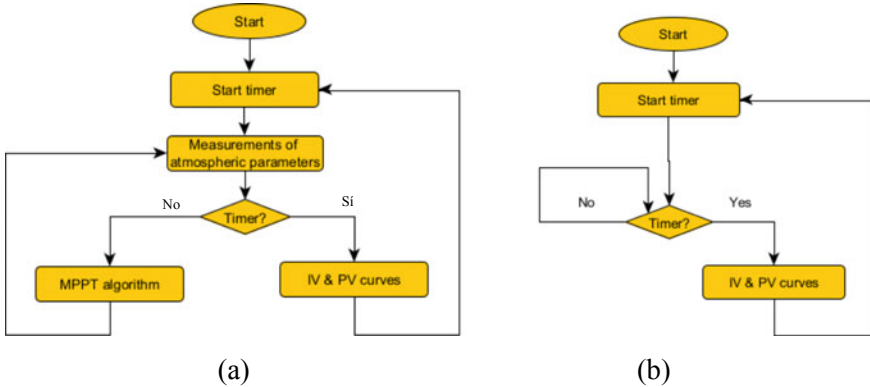 Start
Start timer
Measurements of
atmospheric parameters
No
Timer?
Sí
MPPT algorithm
IV & PV curves
(a)
Start
Start timer
No
Timer?
Yes
IV & PV curves
(b)